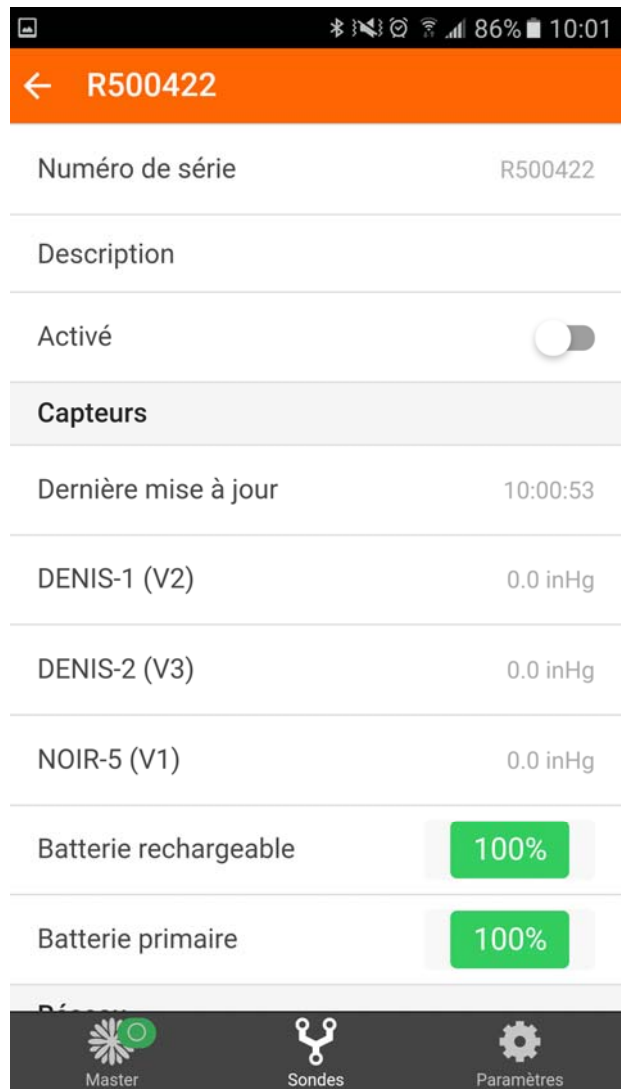 86% 10:01
R500422
Numéro de série R500422
Description
Activé
Capteurs
Dernière mise à jour 10:00:53
DENIS-1 (V2) 0.0 inHg
DENIS-2 (V3) 0.0 inHg
NOIR-5 (V1) 0.0 inHg
Batterie rechargeable 100%
Batterie primaire 100%
Master Sondes Paramètres